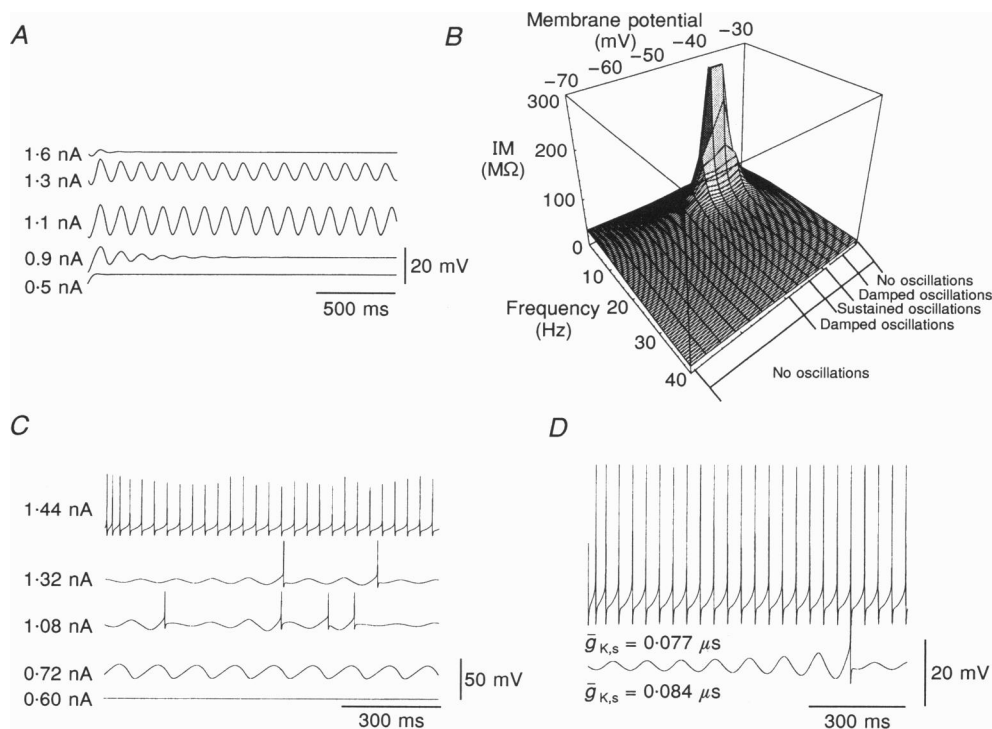 A
1·6 nA
1·3 nA
1·1 nA
0·9 nA
0·5 nA
20 mV
500 ms
B
Membrane potential
(mV)
−70
−60
−50
−40
−30
300
200
100
0
IM
(MΩ)
10
20
30
40
Frequency
(Hz)
No oscillations
Damped oscillations
Sustained oscillations
Damped oscillations
No oscillations
C
1·44 nA
1·32 nA
1·08 nA
0·72 nA
0·60 nA
50 mV
300 ms
D
ḡK,s = 0·077 μs
ḡK,s = 0·084 μs
20 mV
300 ms